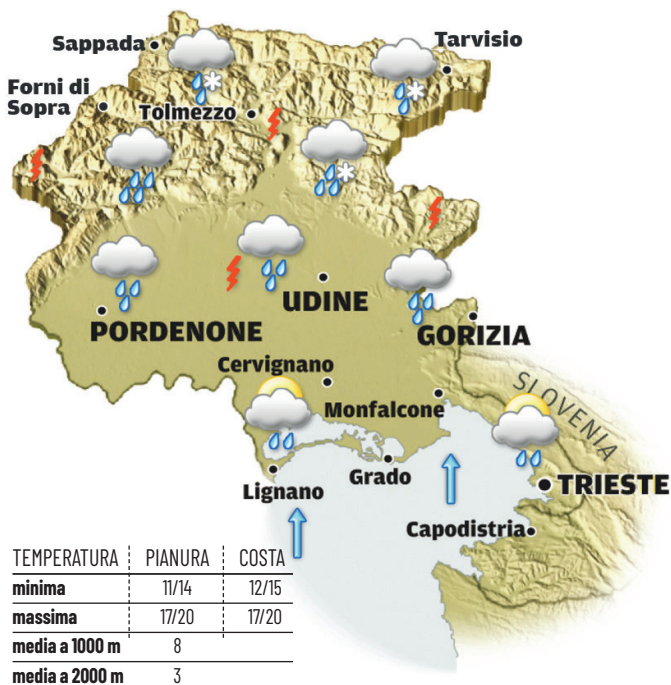 Sappada
Tarvisio
Forni di
Sopra
Tolmezzo
UDINE
PORDENONE
GORIZIA
Cervignano
SLOVENIA
Monfalcone
Grado
Lignano
TRIESTE
Capodistria
TEMPERATURA PIANURA COSTA
minima 11/14 12/15
massima 17/20 17/20
media a 1000 m 8
media a 2000 m 3